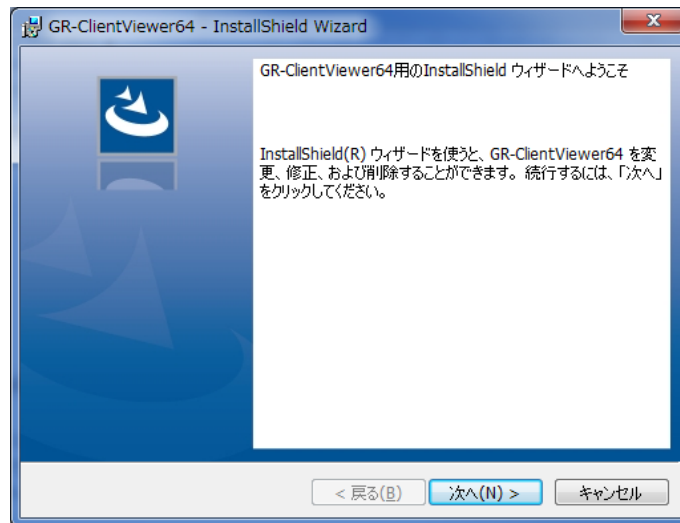 GR-ClientViewer64 - InstallShield Wizard
GR-ClientViewer64用のInstallShield ウィザードへようこそ
InstallShield(R) ウィザードを使うと、GR-ClientViewer64 を変
更、修正、および削除することができます。続行するには、「次へ」
をクリックしてください。
< 戻る(B) 次へ(N) > キャンセル